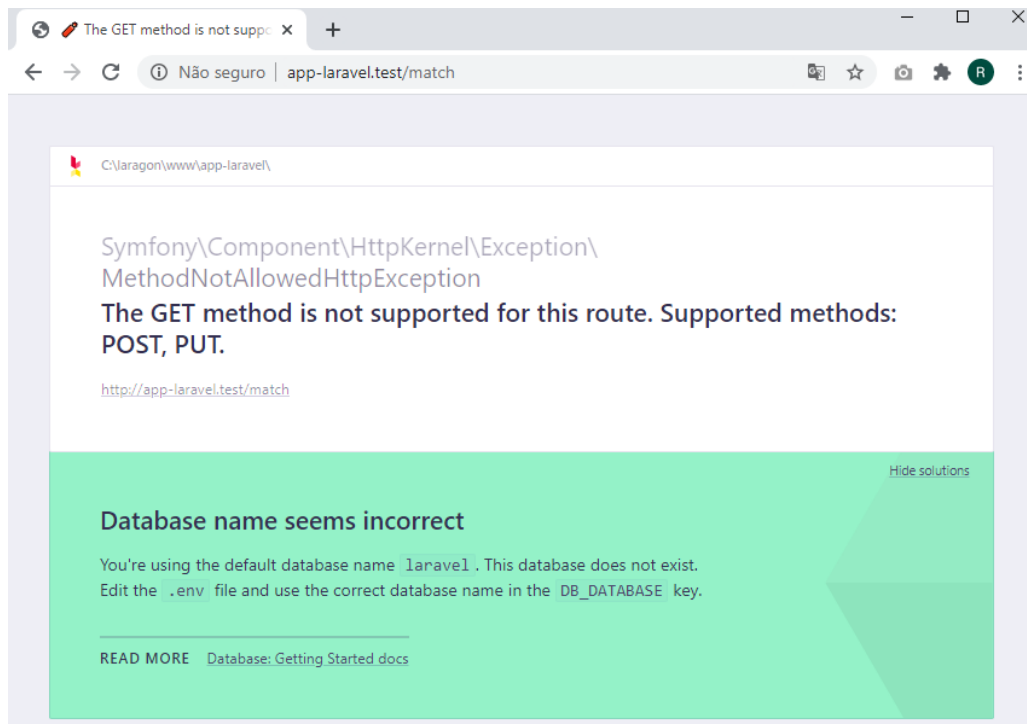 The GET method is not suppo
Não seguro | app-laravel.test/match
R
C:\laragon\www\app-laravel\
Symfony\Component\HttpKernel\Exception\
MethodNotAllowedHttpException
The GET method is not supported for this route. Supported methods:
POST, PUT.
http://app-laravel.test/match
Hide solutions
Database name seems incorrect
You're using the default database name laravel. This database does not exist.
Edit the .env file and use the correct database name in the DB_DATABASE key.
READ MORE Database: Getting Started docs